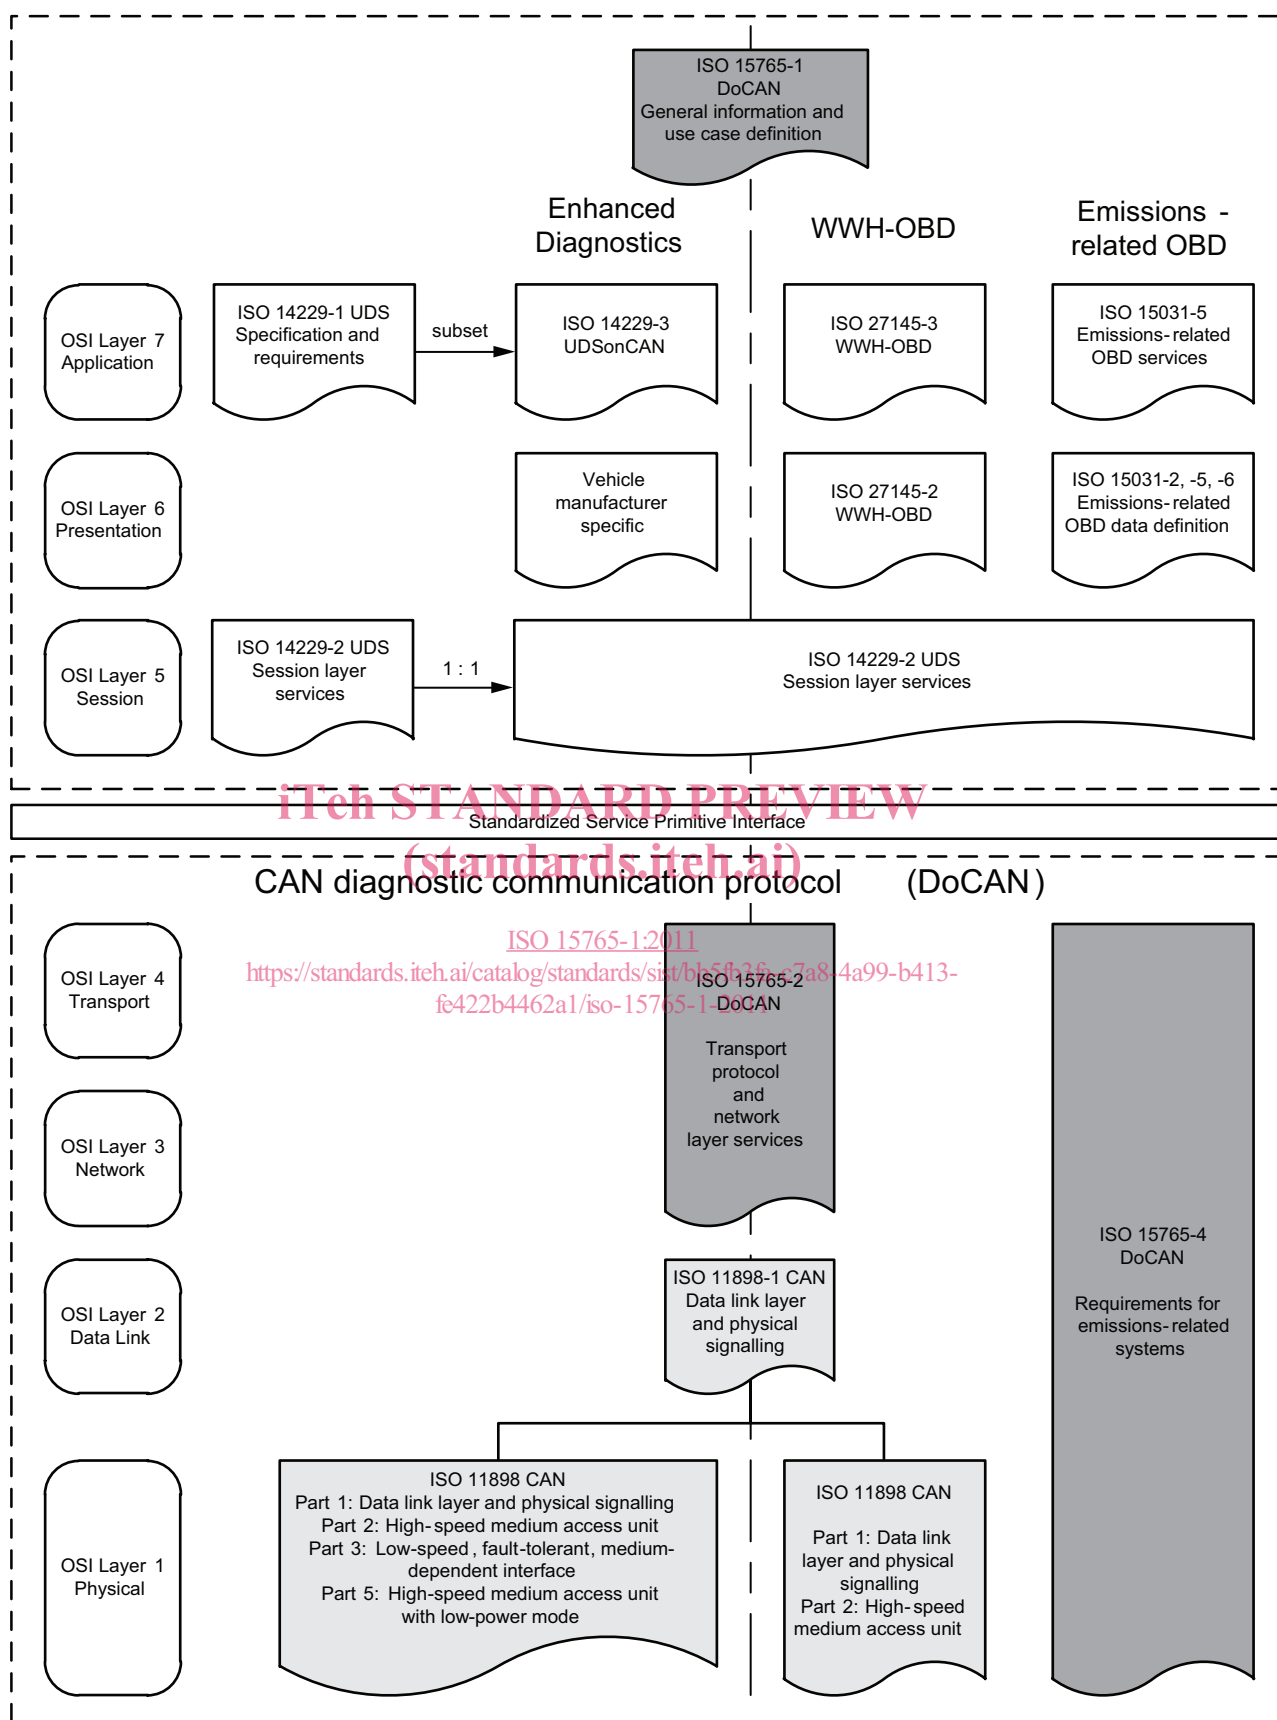 ISO 15765-1
DoCAN
General information and
use case definition
Enhanced
Diagnostics
WWH-OBD
Emissions -
related OBD
OSI Layer 7
Application
ISO 14229-1 UDS
Specification and
requirements
subset
ISO 14229-3
UDSonCAN
ISO 27145-3
WWH-OBD
ISO 15031-5
Emissions-related
OBD services
OSI Layer 6
Presentation
Vehicle
manufacturer
specific
ISO 27145-2
WWH-OBD
ISO 15031-2, -5, -6
Emissions-related
OBD data definition
OSI Layer 5
Session
ISO 14229-2 UDS
Session layer
services
1 : 1
ISO 14229-2 UDS
Session layer services
iTeh STANDARD PREVIEW
Standardized Service Primitive Interface
(standards.iteh.ai)
CAN diagnostic communication protocol (DoCAN)
ISO 15765-1:2011
https://standards.iteh.ai/catalog/standards/sist/bb5fb3fa-c7a8-4a99-b413-
fe422b4462a1/iso-15765-1-2011
OSI Layer 4
Transport
ISO 15765-2
DoCAN
Transport
protocol
and
network
layer services
OSI Layer 3
Network
ISO 15765-4
DoCAN
Requirements for
emissions-related
systems
OSI Layer 2
Data Link
ISO 11898-1 CAN
Data link layer
and physical
signalling
OSI Layer 1
Physical
ISO 11898 CAN
Part 1: Data link layer and physical signalling
Part 2: High-speed medium access unit
Part 3: Low-speed, fault-tolerant, medium-
dependent interface
Part 5: High-speed medium access unit
with low-power mode
ISO 11898 CAN
Part 1: Data link
layer and physical
signalling
Part 2: High-speed
medium access unit